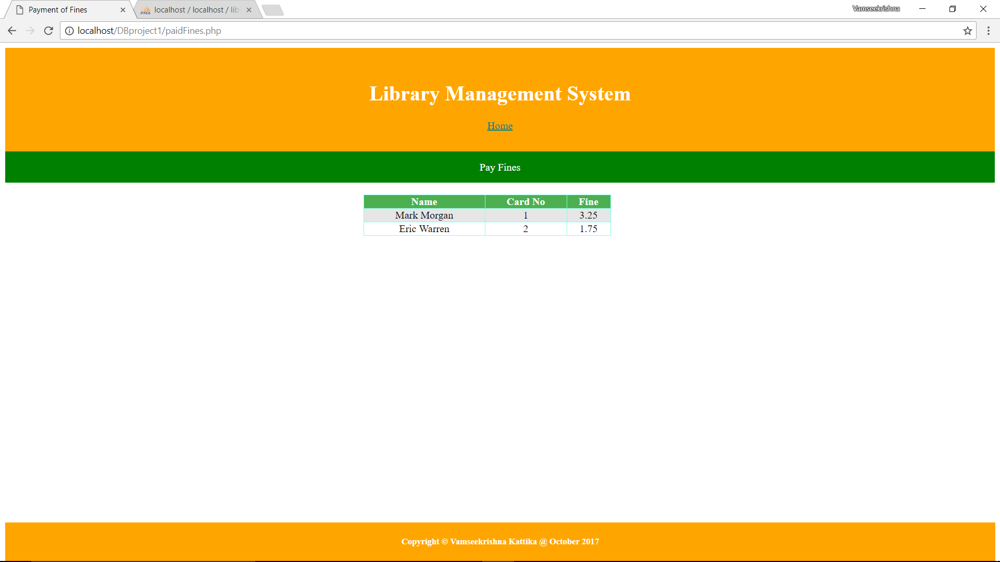 Payment of Fines
localhost / localhost / lib
Vamseekrishna
localhost/DBproject1/paidFines.php
Library Management System
Home
Pay Fines
Name Card No Fine
Mark Morgan 1 3.25
Eric Warren 2 1.75
Copyright © Vamseekrishna Kattika @ October 2017